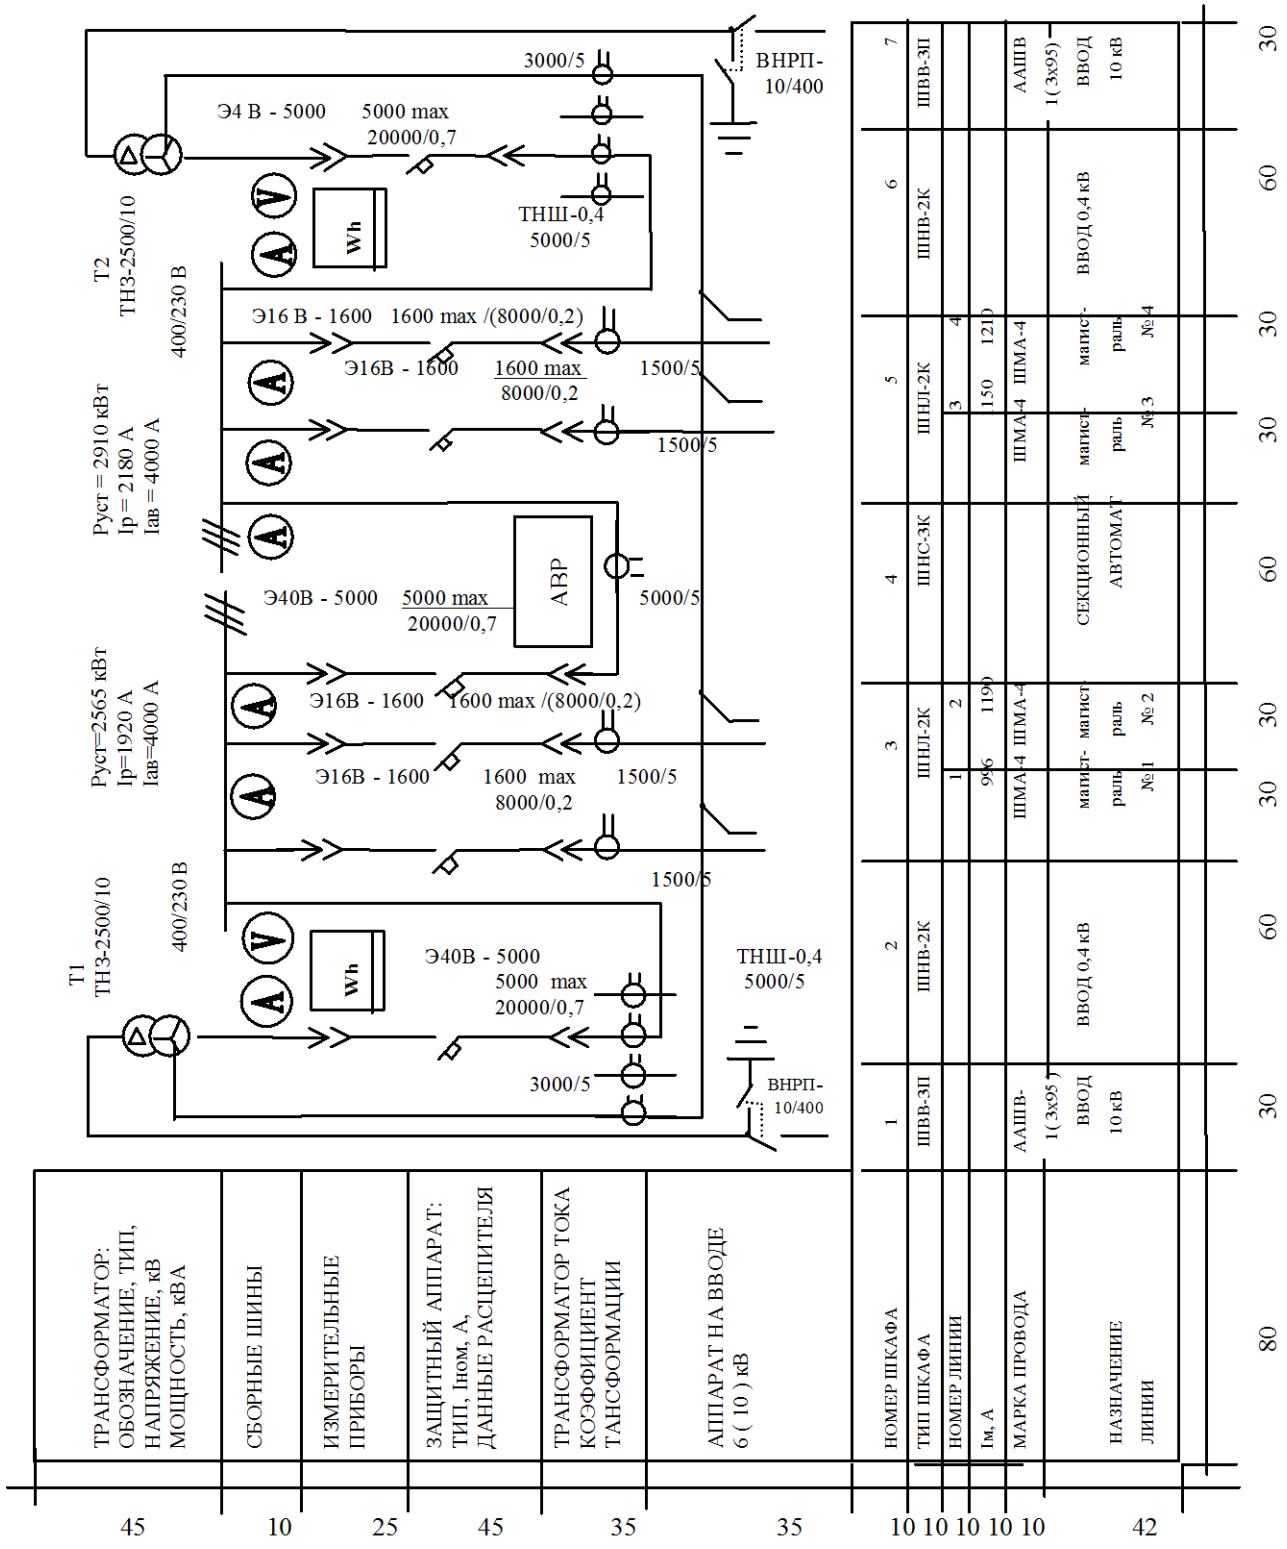 3000/5
ВНРП-
10/400
Э4 В - 5000
5000 max
20000/0,7
Wh
ТНШ-0,4
5000/5
Т2
ТНЗ-2500/10
400/230 В
Э16 В - 1600
1600 max /(8000/0,2)
Э16В - 1600
1600 max
8000/0,2
1500/5
1500/5
Руст = 2910 кВт
Iр = 2180 А
Iав = 4000 А
A
V
A
A
A
A
АВР
Э40В - 5000
5000 max
20000/0,7
5000/5
Руст=2565 кВт
Iр=1920 А
Iав=4000 А
Э16В - 1600
1600 max /(8000/0,2)
Э16В - 1600
1600 max
8000/0,2
1500/5
1500/5
A
A
Т1
ТНЗ-2500/10
400/230 В
V
A
Wh
Э40В - 5000
5000 max
20000/0,7
ТНШ-0,4
5000/5
3000/5
ВНРП-
10/400
ТРАНСФОРМАТОР:
ОБОЗНАЧЕНИЕ, ТИП,
НАПРЯЖЕНИЕ, кВ
МОЩНОСТЬ, кВА
СБОРНЫЕ ШИНЫ
ИЗМЕРИТЕЛЬНЫЕ
ПРИБОРЫ
ЗАЩИТНЫЙ АППАРАТ:
ТИП, Iном, А,
ДАННЫЕ РАСЦЕПИТЕЛЯ
ТРАНСФОРМАТОР ТОКА
КОЭФФИЦИЕНТ
ТАНСФОРМАЦИИ
АППАРАТ НА ВВОДЕ
6 ( 10 ) кВ
НОМЕР ШКАФА
1
2
3
4
5
6
7
ТИП ШКАФА
ШВВ-3П
ШНВ-2К
ШНЛ-2К
ШНС-3К
ШНЛ-2К
ШНВ-2К
ШВВ-3П
НОМЕР ЛИНИИ
1
2
3
4
Iм, А
996
1190
1150
1210
МАРКА ПРОВОДА
ААШВ-
1( 3х95 )
ШМА-4
ШМА-4
ШМА-4
ШМА-4
ААШВ
1( 3х95)
НАЗНАЧЕНИЕ
ЛИНИИ
ВВОД
10 кВ
ВВОД 0,4 кВ
магист-
раль
№ 1
магист-
раль
№ 2
СЕКЦИОННЫЙ
АВТОМАТ
магист-
раль
№ 3
магист-
раль
№ 4
ВВОД 0,4 кВ
ВВОД
10 кВ
80
30
60
30
30
60
30
30
60
30
45
10
25
45
35
35
10
10
10
10
10
42